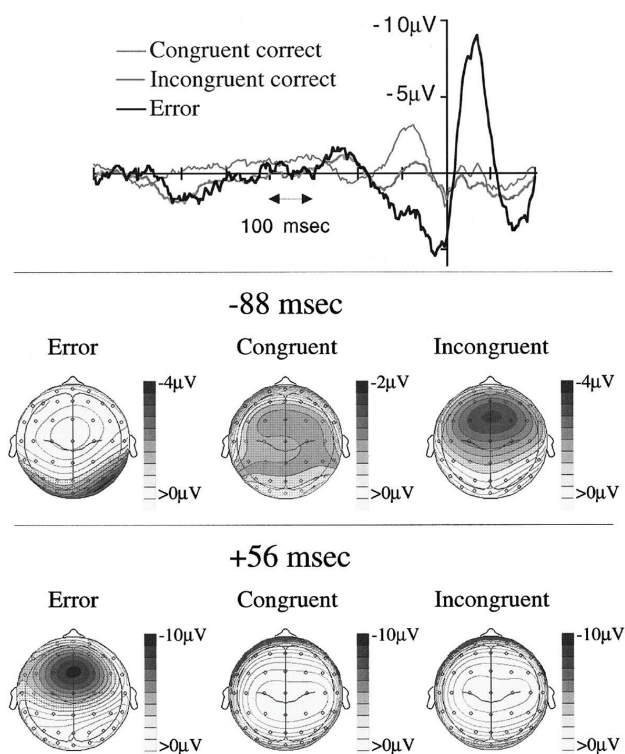 -10µV
Congruent correct
Incongruent correct
-5µV
Error
100 msec
-88 msec
Error Congruent Incongruent
-4µV -2µV -4µV
>0µV >0µV >0µV
+56 msec
Error Congruent Incongruent
-10µV -10µV -10µV
>0µV >0µV >0µV